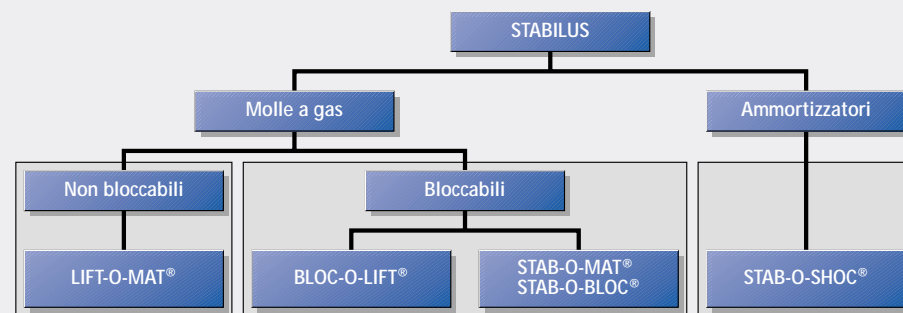 STABILUS
Molle a gas
Ammortizzatori
Non bloccabili
Bloccabili
LIFT-O-MAT®
BLOC-O-LIFT®
STAB-O-MAT®
STAB-O-BLOC®
STAB-O-SHOC®